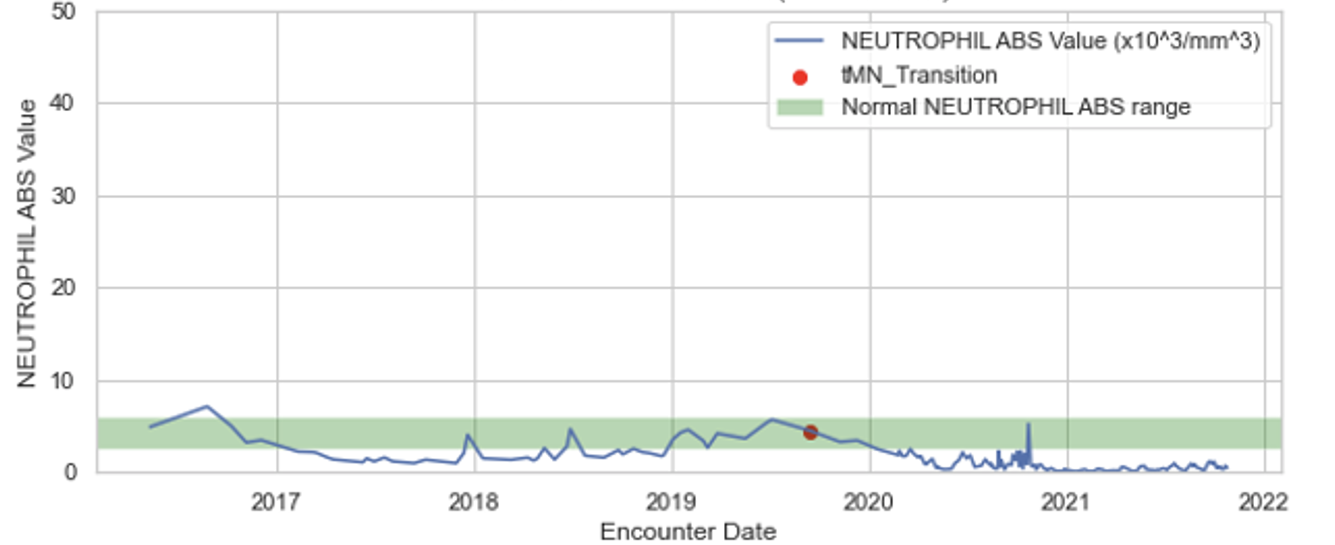 50
40
30
20
10
0
NEUTROPHIL ABS Value
NEUTROPHIL ABS Value (x10^3/mm^3)
tMN_Transition
Normal NEUTROPHIL ABS range
2017 2018 2019 2020 2021 2022
Encounter Date